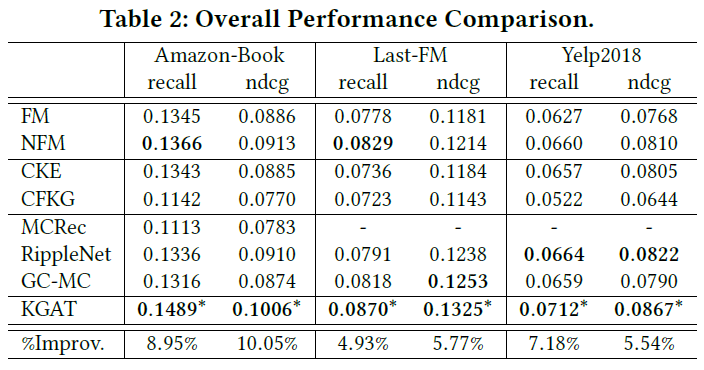 Table 2: Overall Performance Comparison.
Amazon-Book Last-FM Yelp2018
recall ndcg recall ndcg recall ndcg
FM 0.1345 0.0886 0.0778 0.1181 0.0627 0.0768
NFM 0.1366 0.0913 0.0829 0.1214 0.0660 0.0810
CKE 0.1343 0.0885 0.0736 0.1184 0.0657 0.0805
CFKG 0.1142 0.0770 0.0723 0.1143 0.0522 0.0644
MCRec 0.1113 0.0783 - - - -
RippleNet 0.1336 0.0910 0.0791 0.1238 0.0664 0.0822
GC-MC 0.1316 0.0874 0.0818 0.1253 0.0659 0.0790
KGAT 0.1489* 0.1006* 0.0870* 0.1325* 0.0712* 0.0867*
%Improv. 8.95% 10.05% 4.93% 5.77% 7.18% 5.54%